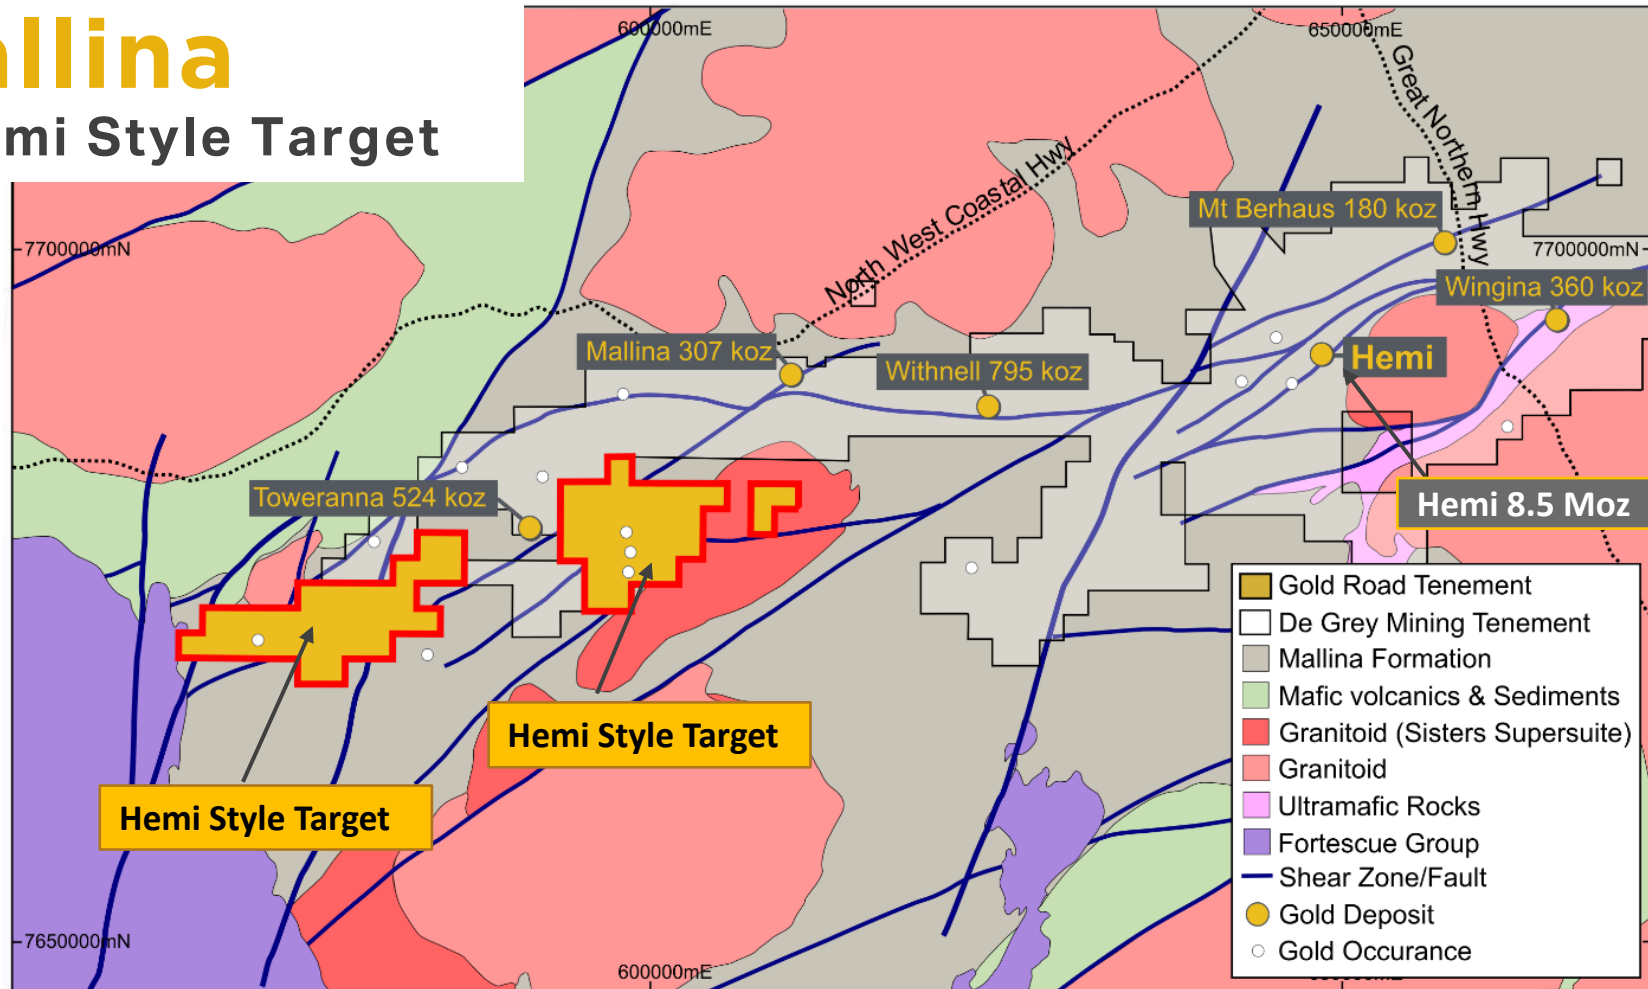 allina
mi Style Target
600000mE
650000mE
Great Northern Hwy
North West Coastal Hwy
Mt Berhaus 180 koz
7700000mN
7700000mN
Wingina 360 koz
Mallina 307 koz
Withnell 795 koz
Hemi
Toweranna 524 koz
Hemi 8.5 Moz
Hemi Style Target
Hemi Style Target
Gold Road Tenement
De Grey Mining Tenement
Mallina Formation
Mafic volcanics & Sediments
Granitoid (Sisters Supersuite)
Granitoid
Ultramafic Rocks
Fortescue Group
Shear Zone/Fault
Gold Deposit
Gold Occurance
7650000mN
600000mE